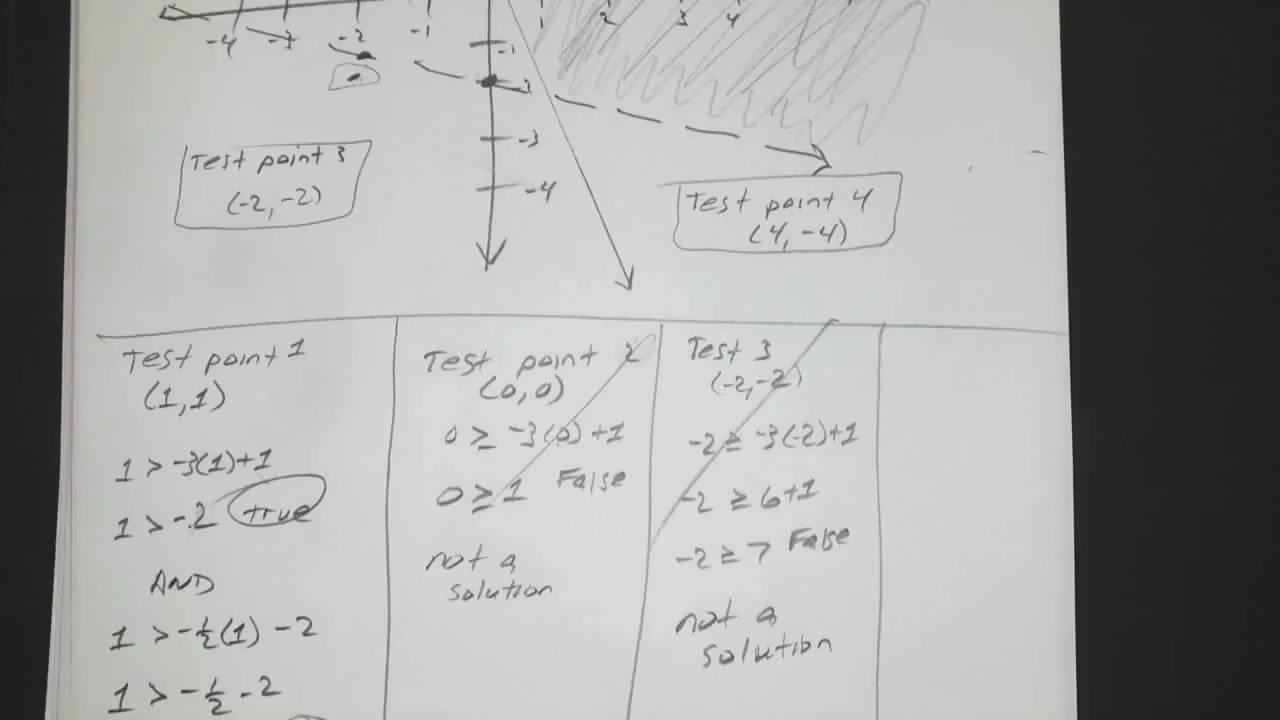 -4 -3 -2 -1 2 3 4
-1
-3
-4
Test point 3
(-2, -2)
Test point 4
(4, -4)
Test point 1
(1,1)
1 > -3(1)+1
1 > -2 true
AND
1 > -½(1) -2
1 > -½ -2
Test point 2
(0,0)
0 ≥ -3(0)+1
0 ≥ 1 False
not a
solution
Test 3
(-2,-2)
-2 ≥ -3(-2)+1
-2 ≥ 6+1
-2 ≥ 7 False
not a
solution